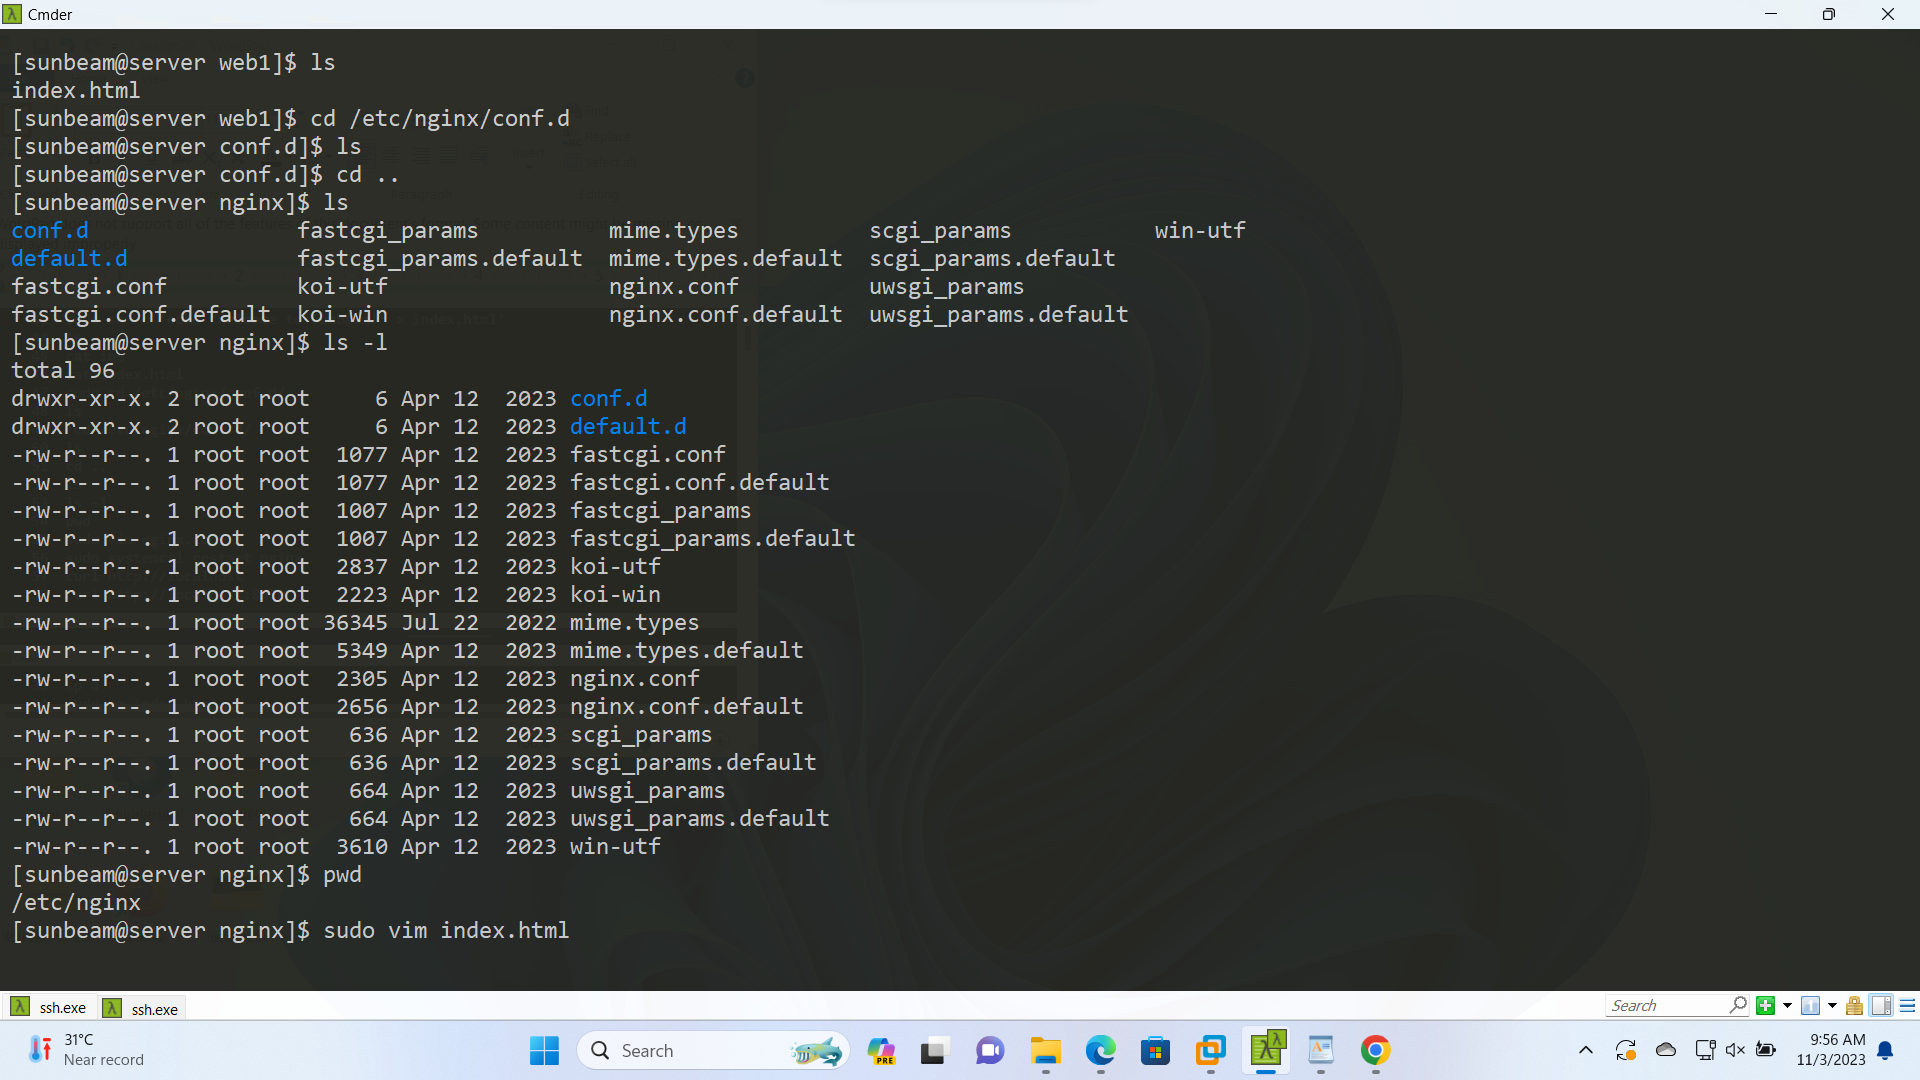 Cmder
[sunbeam@server web1]$ ls
index.html
[sunbeam@server web1]$ cd /etc/nginx/conf.d
[sunbeam@server conf.d]$ ls
[sunbeam@server conf.d]$ cd ..
[sunbeam@server nginx]$ ls
conf.d                fastcgi_params          mime.types          scgi_params           win-utf
default.d             fastcgi_params.default  mime.types.default  scgi_params.default
fastcgi.conf          koi-utf                 nginx.conf          uwsgi_params
fastcgi.conf.default  koi-win                 nginx.conf.default  uwsgi_params.default
[sunbeam@server nginx]$ ls -l
total 96
drwxr-xr-x. 2 root root     6 Apr 12  2023 conf.d
drwxr-xr-x. 2 root root     6 Apr 12  2023 default.d
-rw-r--r--. 1 root root  1077 Apr 12  2023 fastcgi.conf
-rw-r--r--. 1 root root  1077 Apr 12  2023 fastcgi.conf.default
-rw-r--r--. 1 root root  1007 Apr 12  2023 fastcgi_params
-rw-r--r--. 1 root root  1007 Apr 12  2023 fastcgi_params.default
-rw-r--r--. 1 root root  2837 Apr 12  2023 koi-utf
-rw-r--r--. 1 root root  2223 Apr 12  2023 koi-win
-rw-r--r--. 1 root root 36345 Jul 22  2022 mime.types
-rw-r--r--. 1 root root  5349 Apr 12  2023 mime.types.default
-rw-r--r--. 1 root root  2305 Apr 12  2023 nginx.conf
-rw-r--r--. 1 root root  2656 Apr 12  2023 nginx.conf.default
-rw-r--r--. 1 root root   636 Apr 12  2023 scgi_params
-rw-r--r--. 1 root root   636 Apr 12  2023 scgi_params.default
-rw-r--r--. 1 root root   664 Apr 12  2023 uwsgi_params
-rw-r--r--. 1 root root   664 Apr 12  2023 uwsgi_params.default
-rw-r--r--. 1 root root  3610 Apr 12  2023 win-utf
[sunbeam@server nginx]$ pwd
/etc/nginx
[sunbeam@server nginx]$ sudo vim index.html
ssh.exe ssh.exe Search
31°C
Near record
Search
PRE
9:56 AM
11/3/2023